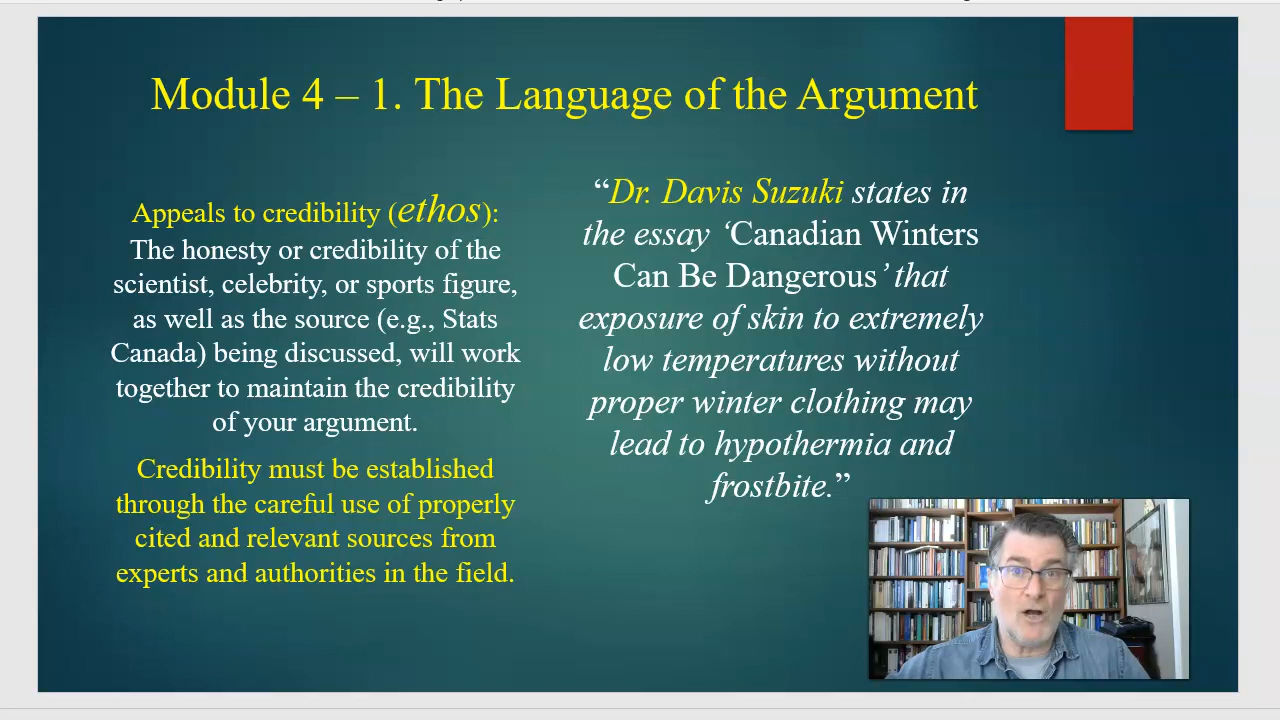 Module 4 – 1. The Language of the Argument
Appeals to credibility (ethos):
The honesty or credibility of the
scientist, celebrity, or sports figure,
as well as the source (e.g., Stats
Canada) being discussed, will work
together to maintain the credibility
of your argument.
Credibility must be established
through the careful use of properly
cited and relevant sources from
experts and authorities in the field.
“Dr. Davis Suzuki states in
the essay ‘Canadian Winters
Can Be Dangerous’ that
exposure of skin to extremely
low temperatures without
proper winter clothing may
lead to hypothermia and
frostbite.”